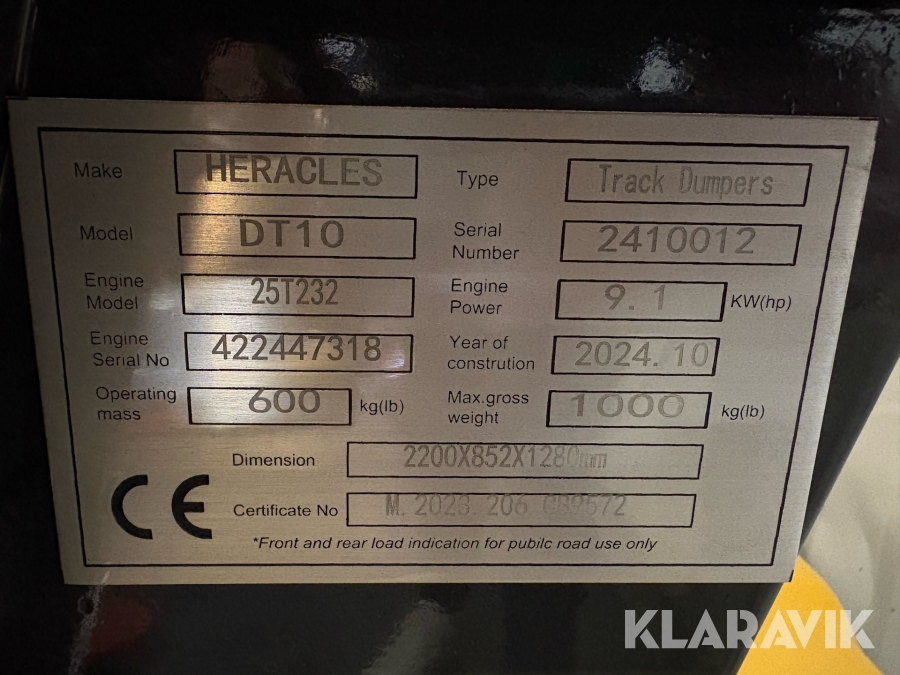 Make HERACLES Type Track Dumpers
Model DT10 Serial Number 2410012
Engine Model 25T232 Engine Power 9.1 KW(hp)
Engine Serial No 422447318 Year of constrution 2024.10
Operating mass 600 kg(lb) Max.gross weight 1000 kg(lb)
Dimension 2200X852X1280mm
CE Certificate No M.2023.206.
*Front and rear load indication for pubilc road use only
KLARAVIK